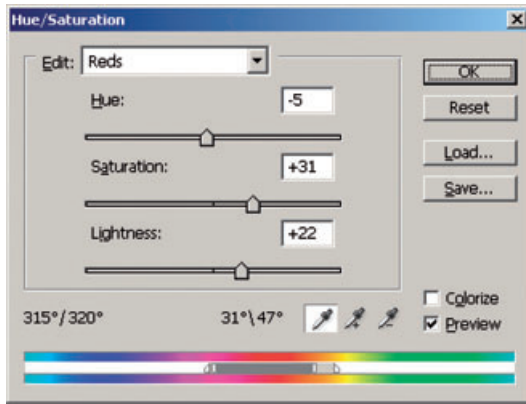 Hue/Saturation
Edit: Reds
OK
Hue: -5
Reset
Saturation: +31
Load...
Save...
Lightness: +22
Colorize
315°/320° 31°\47°
Preview